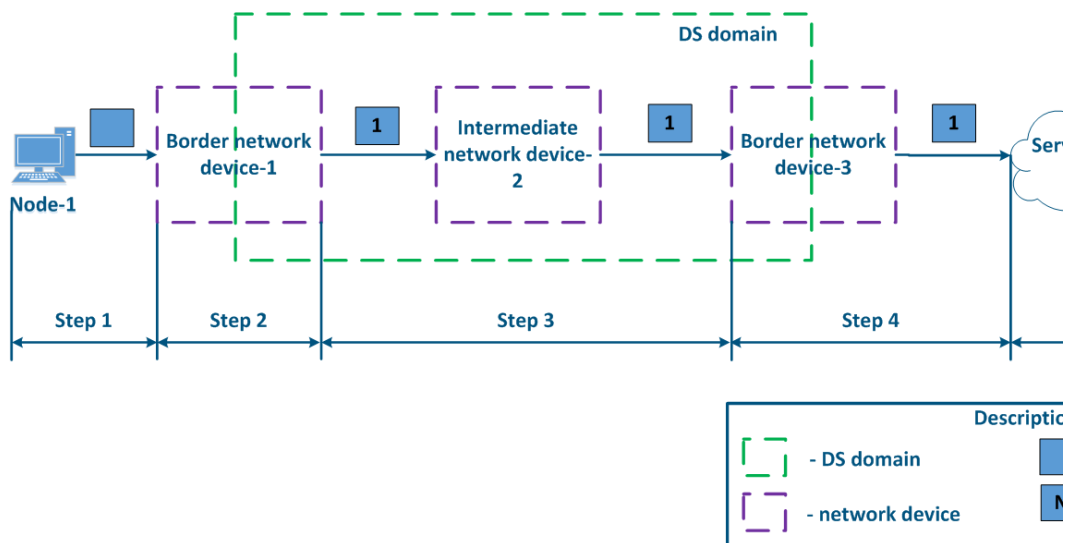 DS domain
1
1
1
Border network
device-1
Intermediate
network device-
2
Border network
device-3
Node-1
Step 1
Step 2
Step 3
Step 4
- DS domain
- network device